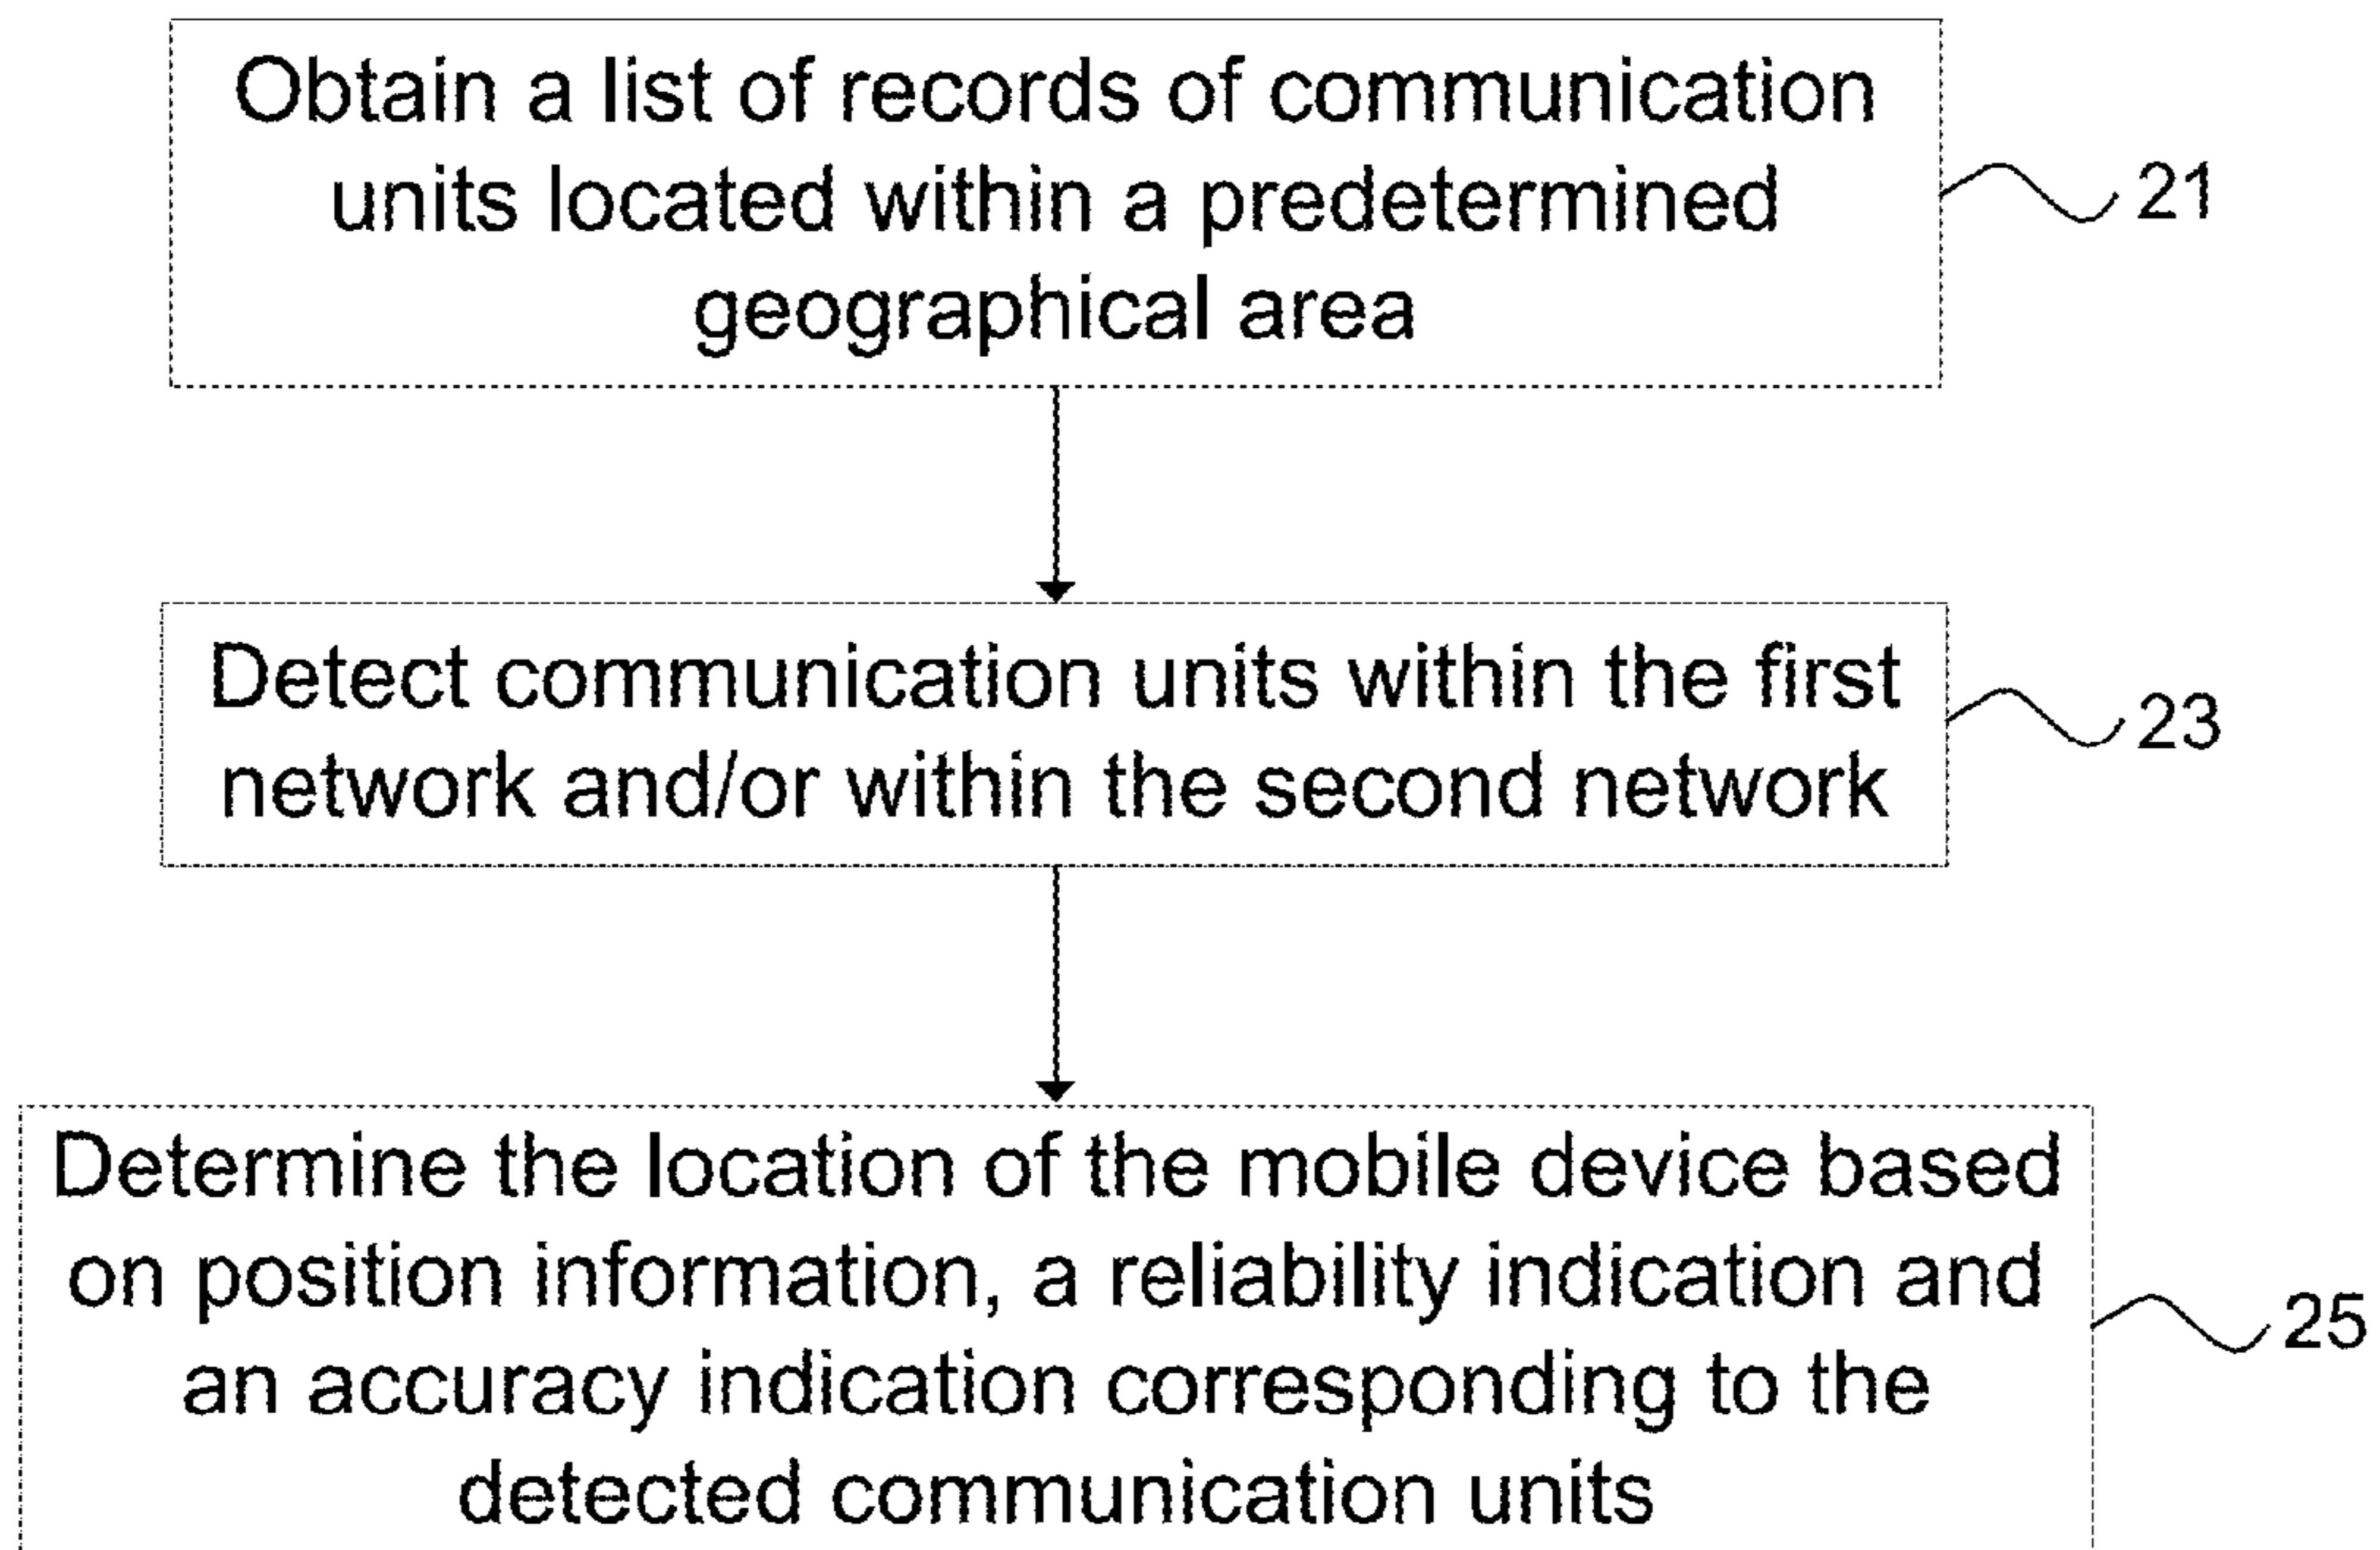 Obtain a list of records of communication
units located within a predetermined
geographical area
21
Detect communication units within the first
network and/or within the second network
23
Determine the location of the mobile device based
on position information, a reliability indication and
an accuracy indication corresponding to the
detected communication units
25